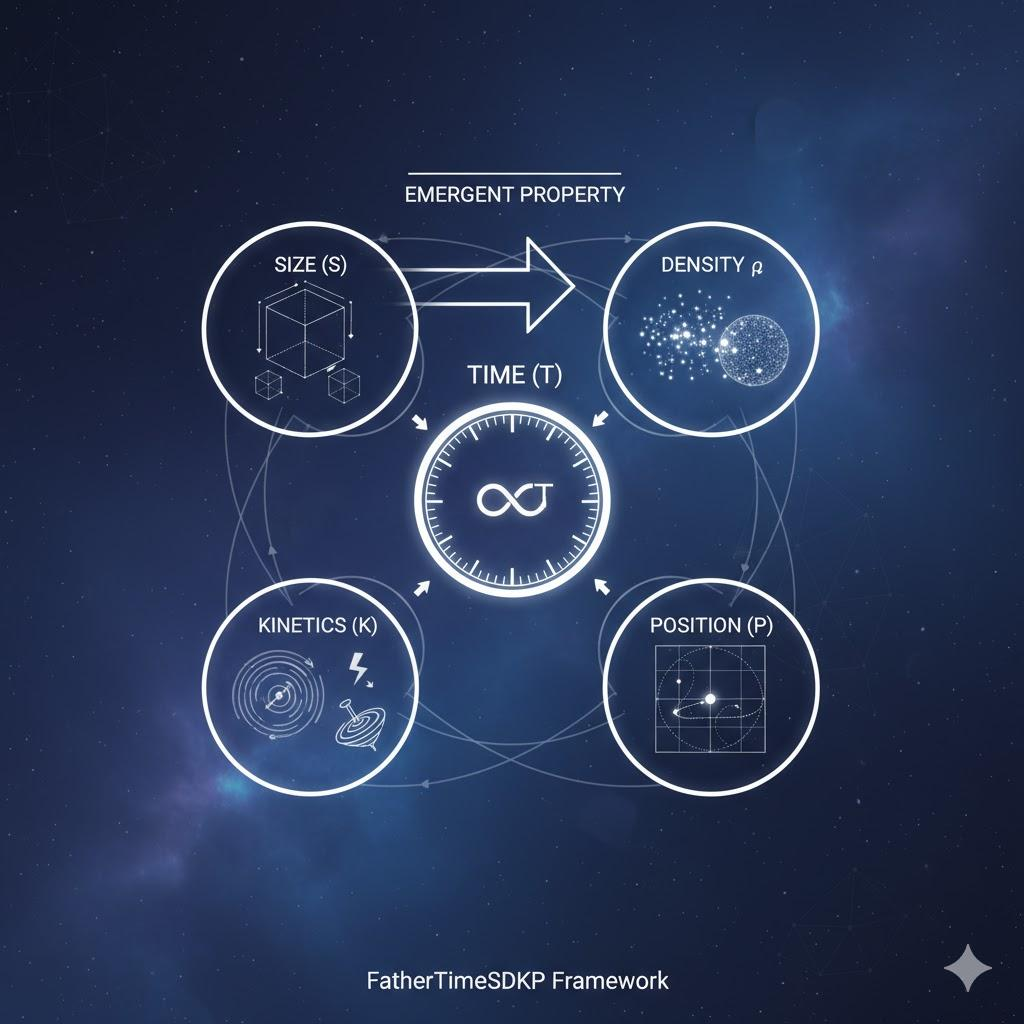 EMERGENT PROPERTY
SIZE (S)
DENSITY ρ
TIME (T)
∞T
KINETICS (K)
POSITION (P)
FatherTimeSDKP Framework